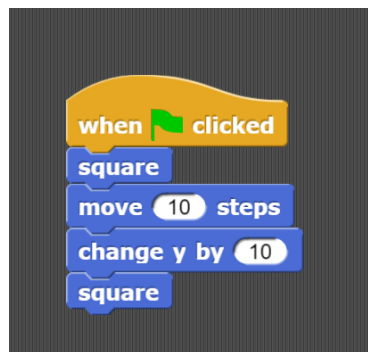 when clicked
square
move 10 steps
change y by 10
square